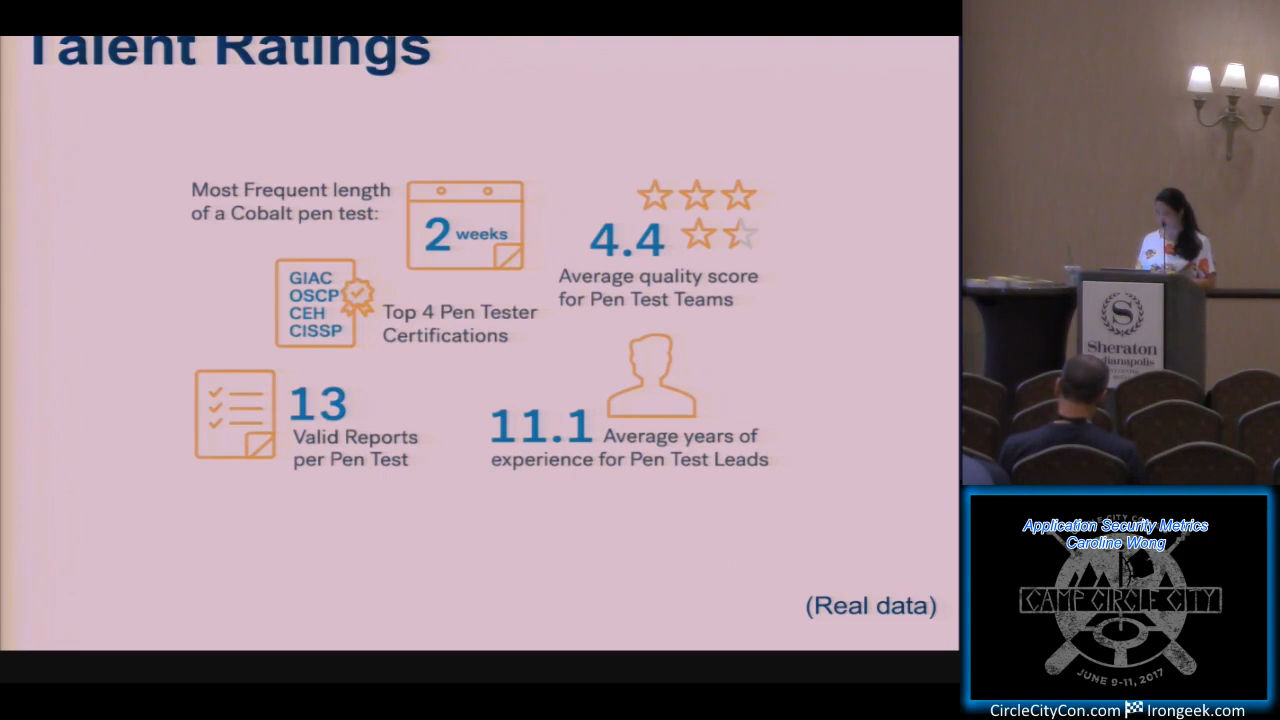 Talent Ratings
Most Frequent length
of a Cobalt pen test:
2 weeks
4.4
Average quality score
for Pen Test Teams
GIAC
OSCP
CEH
CISSP
Top 4 Pen Tester
Certifications
13
Valid Reports
per Pen Test
11.1 Average years of
experience for Pen Test Leads
(Real data)
S
Sheraton
Indianapolis
Application Security Metrics
Caroline Wong
CAMP CIRCLE CITY
JUNE 9-11, 2017
CircleCityCon.com Irongeek.com